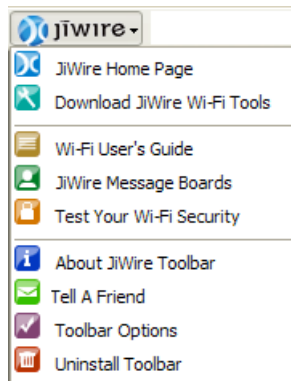 jiwire
JiWire Home Page
Download JiWire Wi-Fi Tools
Wi-Fi User's Guide
JiWire Message Boards
Test Your Wi-Fi Security
About JiWire Toolbar
Tell A Friend
Toolbar Options
Uninstall Toolbar